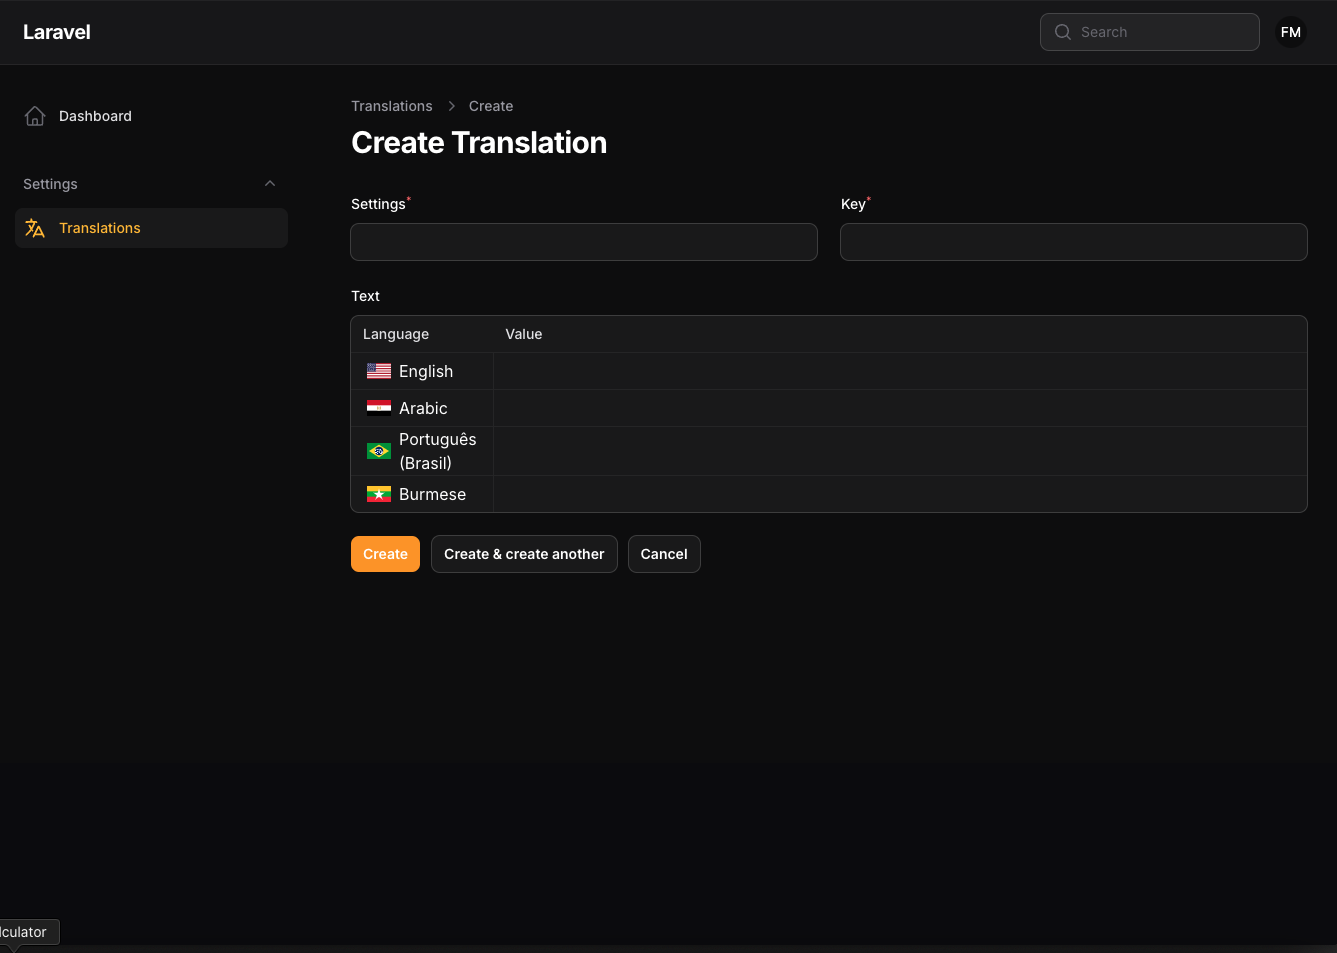 Laravel
Search
FM
Dashboard
Settings
Translations
Translations > Create
Create Translation
Settings*
Key*
Text
Language Value
English
Arabic
Português
(Brasil)
Burmese
Create
Create & create another
Cancel
lculator